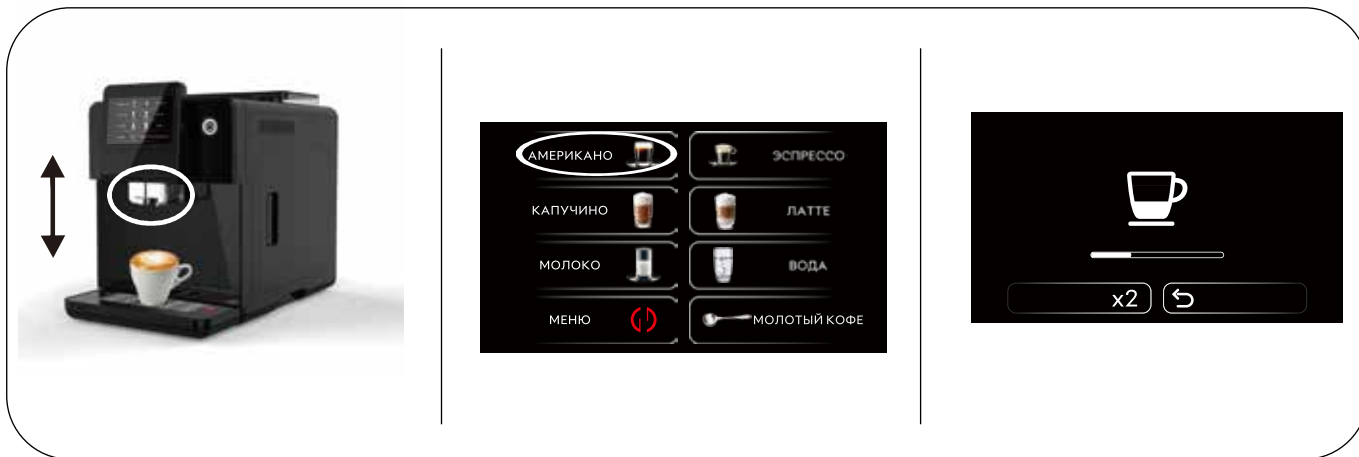 АМЕРИКАНО
ЭСПРЕССО
КАПУЧИНО
ЛАТТЕ
МОЛОКО
ВОДА
МЕНЮ
МОЛОТЫЙ КОФЕ
x2